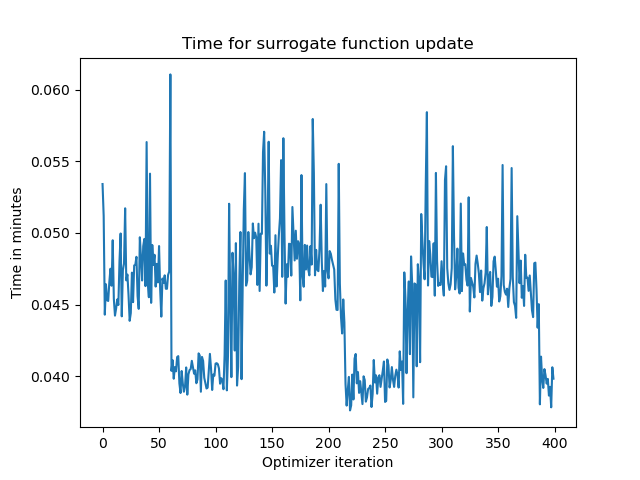 Time for surrogate function update
0.060
0.055
0.050
0.045
0.040
Time in minutes
0 50 100 150 200 250 300 350 400
Optimizer iteration